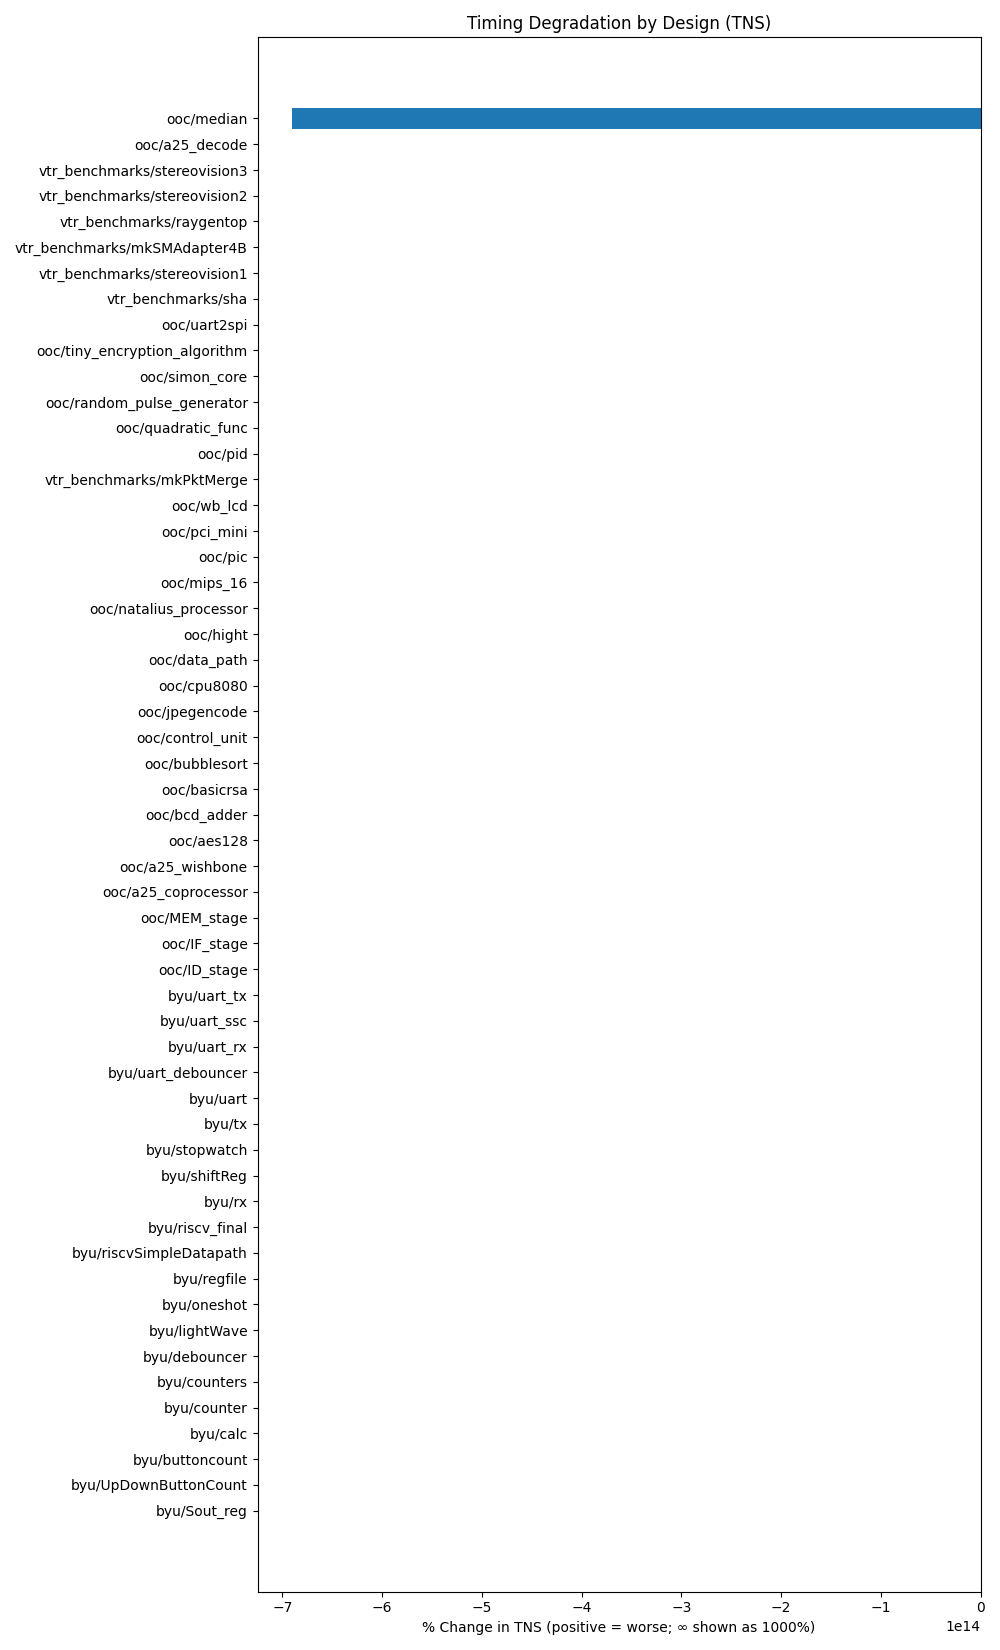 Timing Degradation by Design (TNS)
ooc/median
ooc/a25_decode
vtr_benchmarks/stereovision3
vtr_benchmarks/stereovision2
vtr_benchmarks/raygentop
vtr_benchmarks/mkSMAdapter4B
vtr_benchmarks/stereovision1
vtr_benchmarks/sha
ooc/uart2spi
ooc/tiny_encryption_algorithm
ooc/simon_core
ooc/random_pulse_generator
ooc/quadratic_func
ooc/pid
vtr_benchmarks/mkPktMerge
ooc/wb_lcd
ooc/pci_mini
ooc/pic
ooc/mips_16
ooc/natalius_processor
ooc/hight
ooc/data_path
ooc/cpu8080
ooc/jpegencode
ooc/control_unit
ooc/bubblesort
ooc/basicrsa
ooc/bcd_adder
ooc/aes128
ooc/a25_wishbone
ooc/a25_coprocessor
ooc/MEM_stage
ooc/IF_stage
ooc/ID_stage
byu/uart_tx
byu/uart_ssc
byu/uart_rx
byu/uart_debouncer
byu/uart
byu/tx
byu/stopwatch
byu/shiftReg
byu/rx
byu/riscv_final
byu/riscvSimpleDatapath
byu/regfile
byu/oneshot
byu/lightWave
byu/debouncer
byu/counters
byu/counter
byu/calc
byu/buttoncount
byu/UpDownButtonCount
byu/Sout_reg
−7 −6 −5 −4 −3 −2 −1 0
1e14
% Change in TNS (positive = worse; ∞ shown as 1000%)